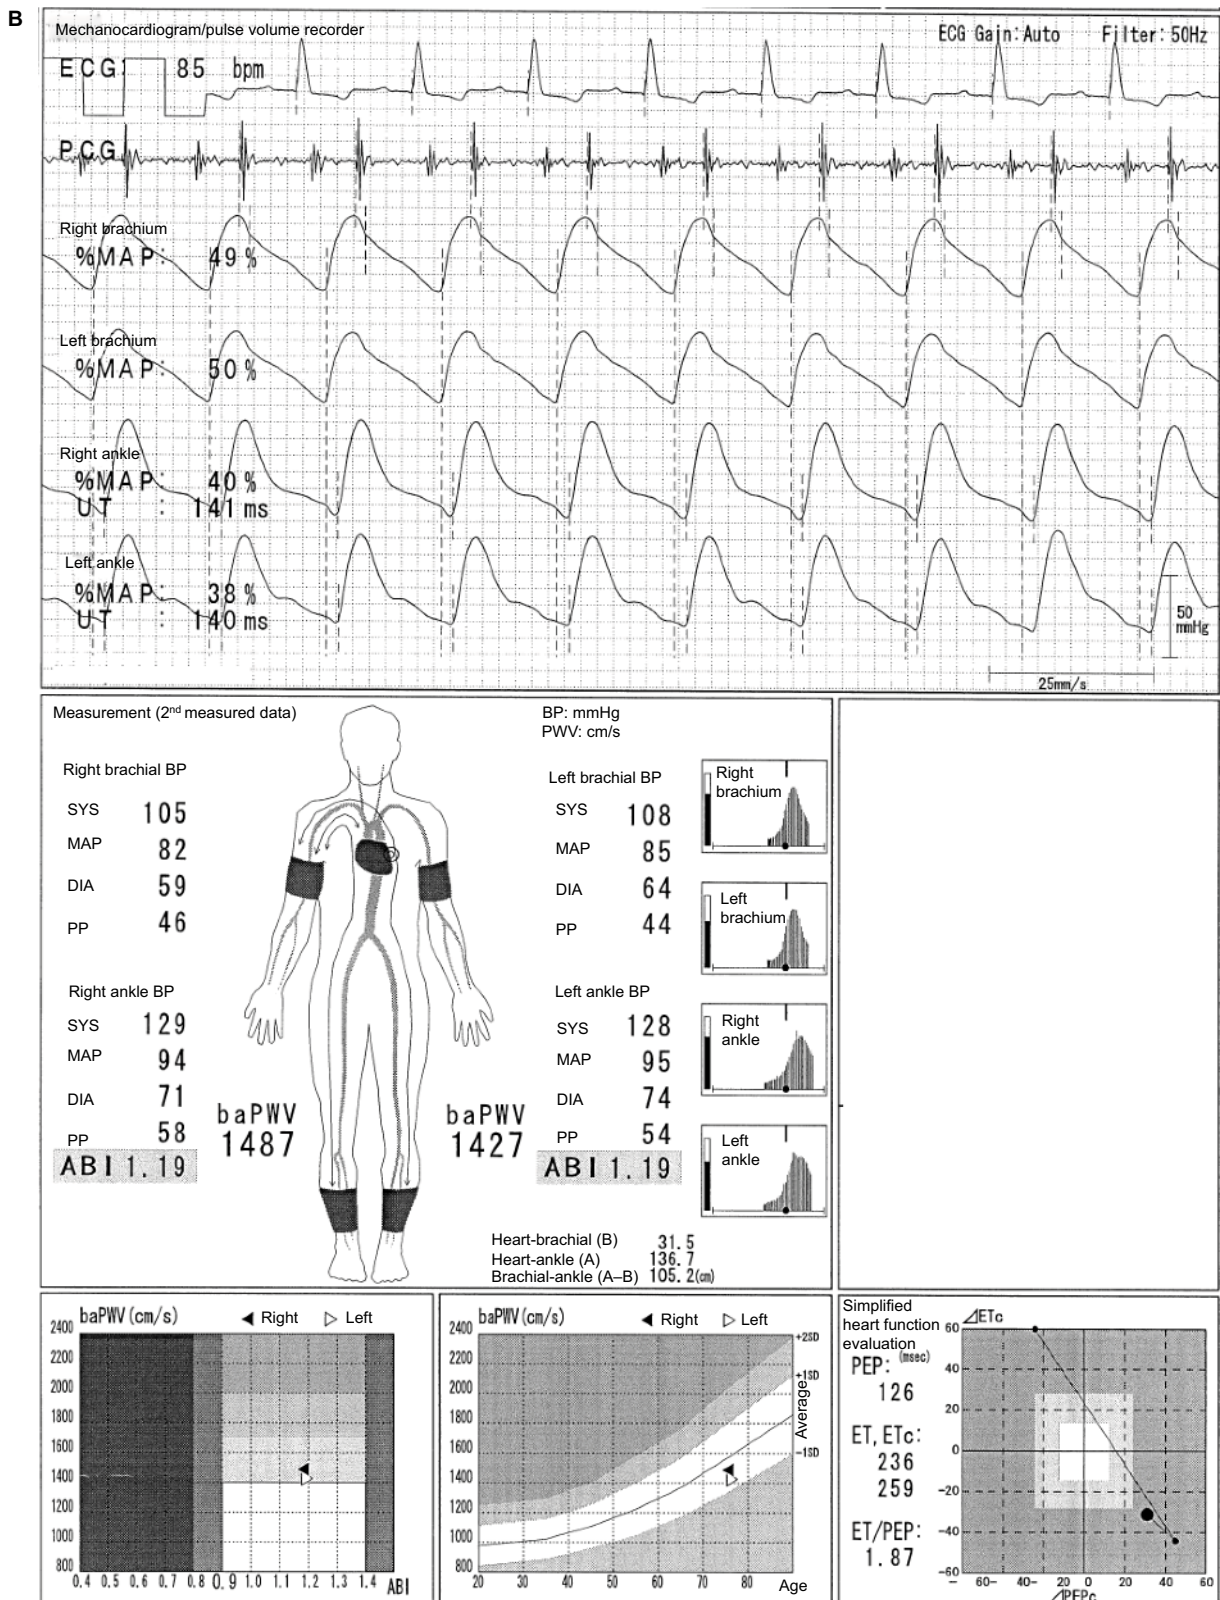 B
Mechanocardiogram/pulse volume recorder
ECG Gain:Auto Filter:50Hz
ECG: 85 bpm
PCG
Right brachium
%MAP: 49%
Left brachium
%MAP: 50%
Right ankle
%MAP: 40%
UT : 141 ms
Left ankle
%MAP: 38%
UT : 140 ms
50
mmHg
25mm/s
Measurement (2nd measured data)
BP: mmHg
PWV: cm/s
Right brachial BP
SYS 105
MAP 82
DIA 59
PP 46
Left brachial BP
SYS 108
MAP 85
DIA 64
PP 44
Right brachium
Left brachium
Right ankle
Left ankle
Right ankle BP
SYS 129
MAP 94
DIA 71
PP 58
ABI 1.19
baPWV
1487
baPWV
1427
Left ankle BP
SYS 128
MAP 95
DIA 74
PP 54
ABI 1.19
Heart-brachial (B) 31.5
Heart-ankle (A) 136.7
Brachial-ankle (A–B) 105.2(cm)
baPWV(cm/s) ◀ Right ▷ Left
2400
2200
2000
1800
1600
1400
1200
1000
800
0.4 0.5 0.6 0.7 0.8 0.9 1.0 1.1 1.2 1.3 1.4 ABI
baPWV(cm/s) ◀ Right ▷ Left
2400
2200
2000
1800
1600
1400
1200
1000
800
+2SD
+1SD
Average
-1SD
20 30 40 50 60 70 80 Age
Simplified
heart function
evaluation
⊿ETc
PEP: (msec)
126
ET, ETc:
236
259
ET/PEP:
1.87
60
40
20
0
-20
-40
-60
- 60- 40- 0 20 40 60
⊿PEPc